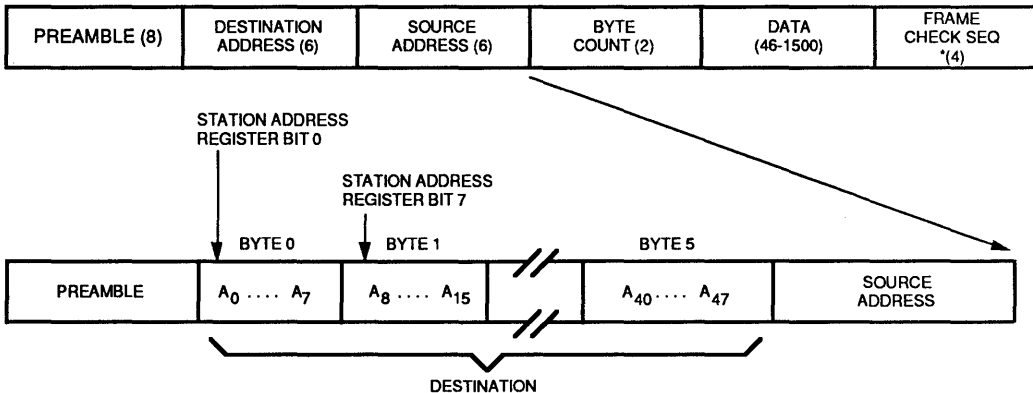 PREAMBLE (8)
DESTINATION
ADDRESS (6)
SOURCE
ADDRESS (6)
BYTE
COUNT (2)
DATA
(46-1500)
FRAME
CHECK SEQ
*(4)
STATION ADDRESS
REGISTER BIT 0
STATION ADDRESS
REGISTER BIT 7
BYTE 0
BYTE 1
BYTE 5
PREAMBLE
A0 .... A7
A8 .... A15
A40 .... A47
SOURCE
ADDRESS
DESTINATION